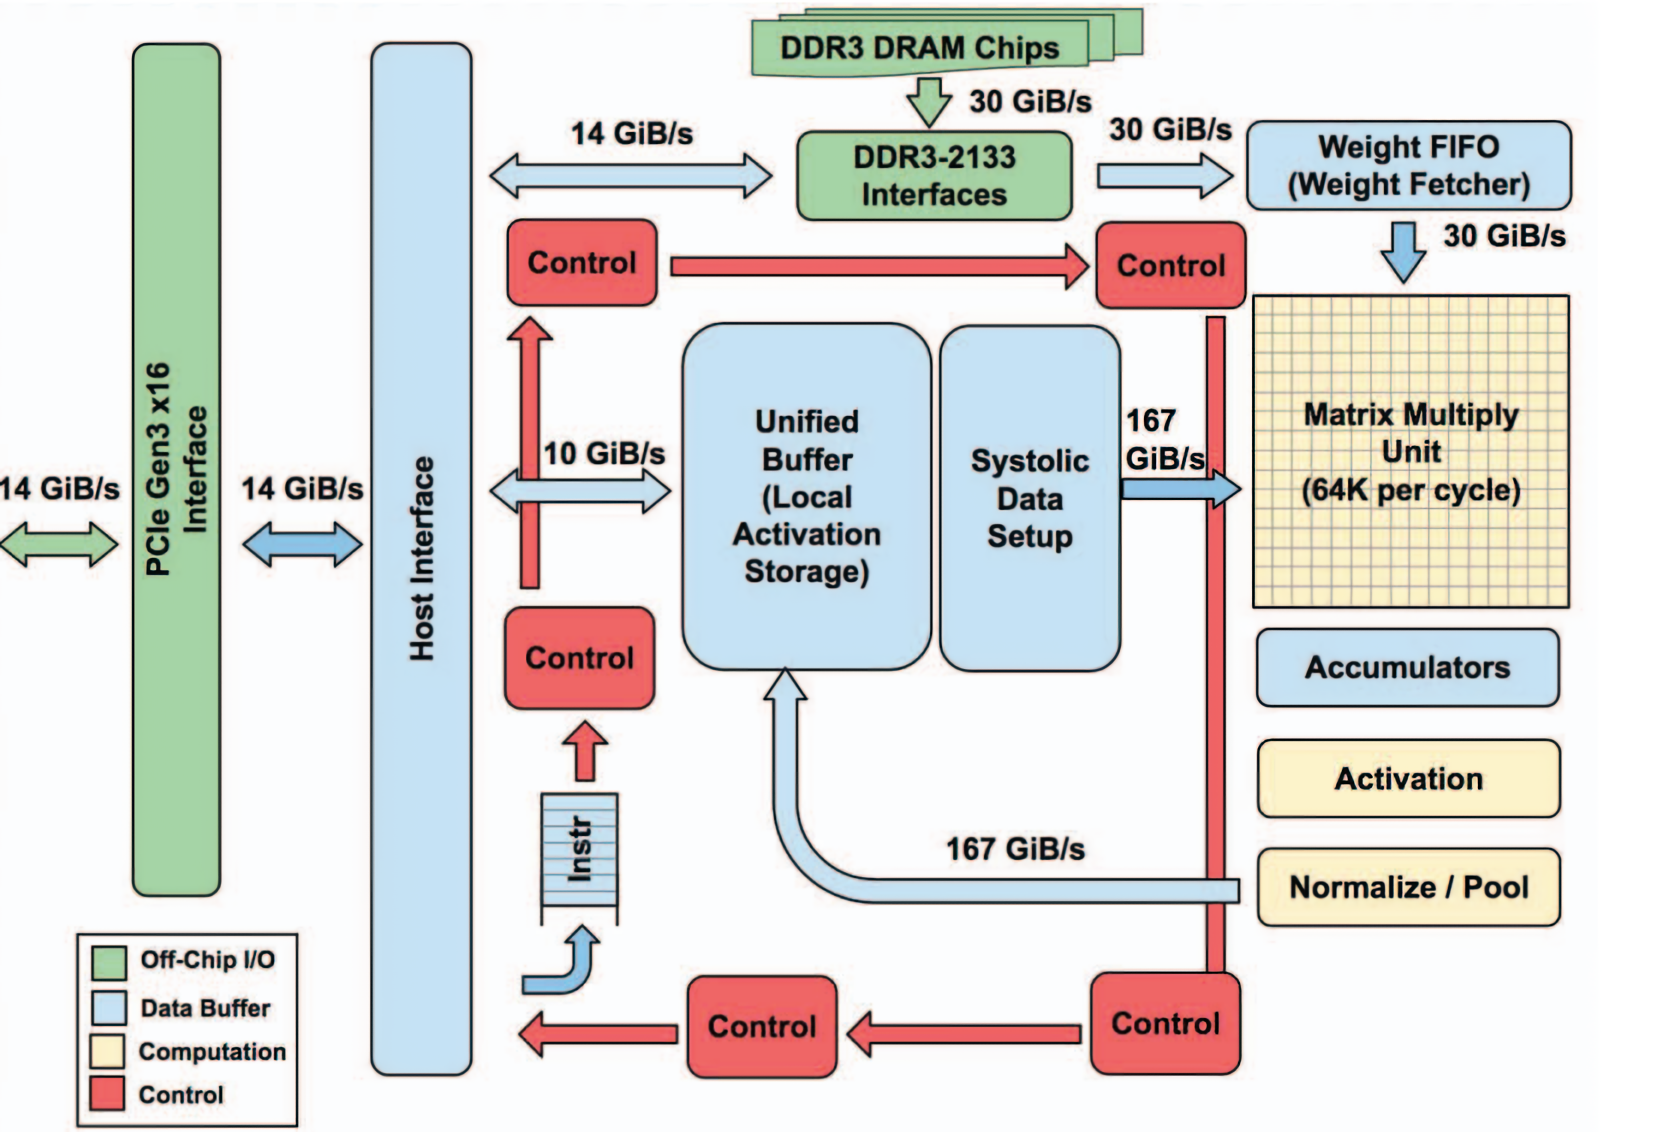 DDR3 DRAM Chips
30 GiB/s
14 GiB/s
DDR3-2133
Interfaces
30 GiB/s
Weight FIFO
(Weight Fetcher)
30 GiB/s
Control
Control
14 GiB/s
PCIe Gen3 x16
Interface
14 GiB/s
Host Interface
10 GiB/s
Unified
Buffer
(Local
Activation
Storage)
Systolic
Data
Setup
167
GiB/s
Matrix Multiply
Unit
(64K per cycle)
Control
Accumulators
Activation
Instr
167 GiB/s
Normalize / Pool
Control
Control
Off-Chip I/O
Data Buffer
Computation
Control